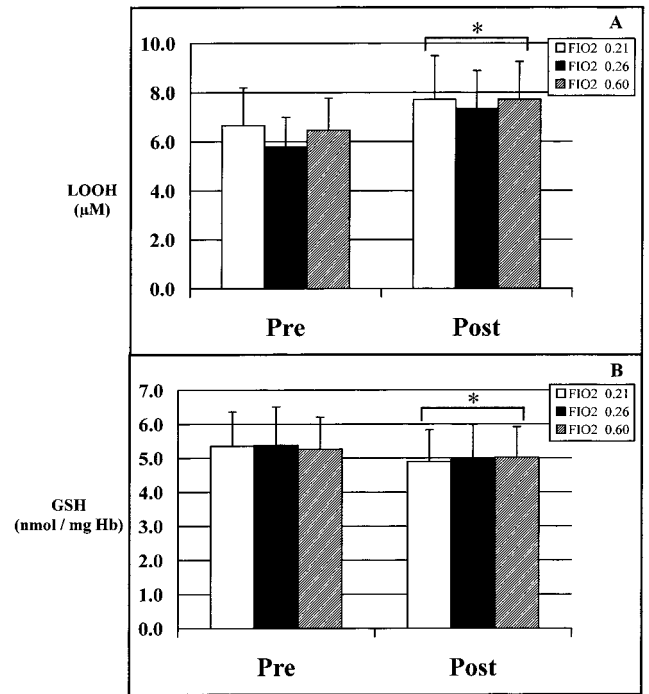 A
*
FIO2 0.21
FIO2 0.26
FIO2 0.60
10.0
8.0
6.0
4.0
2.0
0.0
LOOH
(μM)
Pre Post
B
*
FIO2 0.21
FIO2 0.26
FIO2 0.60
7.0
6.0
5.0
4.0
3.0
2.0
1.0
0.0
GSH
(nmol / mg Hb)
Pre Post